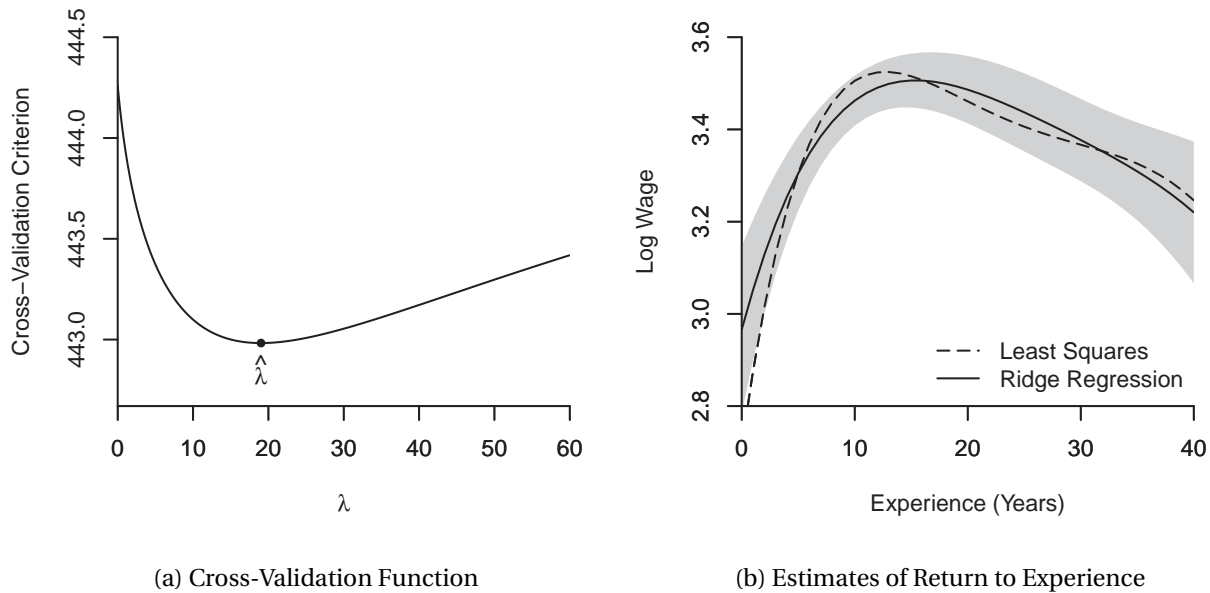 444.5
444.0
443.5
443.0
Cross−Validation Criterion
λ̂
0 10 20 30 40 50 60
λ
(a) Cross-Validation Function
3.6
3.4
3.2
3.0
2.8
Log Wage
Least Squares
Ridge Regression
0 10 20 30 40
Experience (Years)
(b) Estimates of Return to Experience